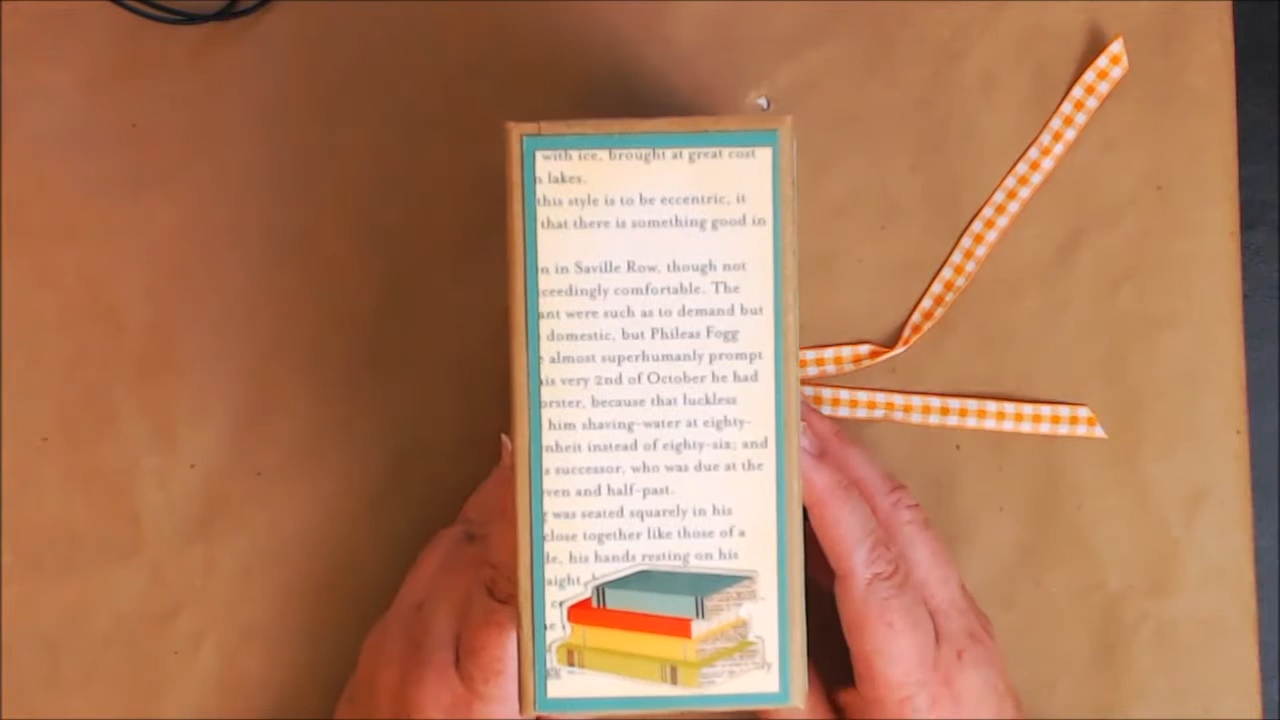 with ice, brought at great cost
n lakes.
this style is to be eccentric, it
that there is something good in
n in Saville Row, though not
ceedingly comfortable. The
ant were such as to demand but
domestic, but Phileas Fogg
almost superhumanly prompt
is very 2nd of October he had
orster, because that luckless
him shaving-water at eighty-
nheit instead of eighty-six; and
s successor, who was due at the
ven and half-past.
g was seated squarely in his
close together like those of a
le, his hands resting on his
aight,